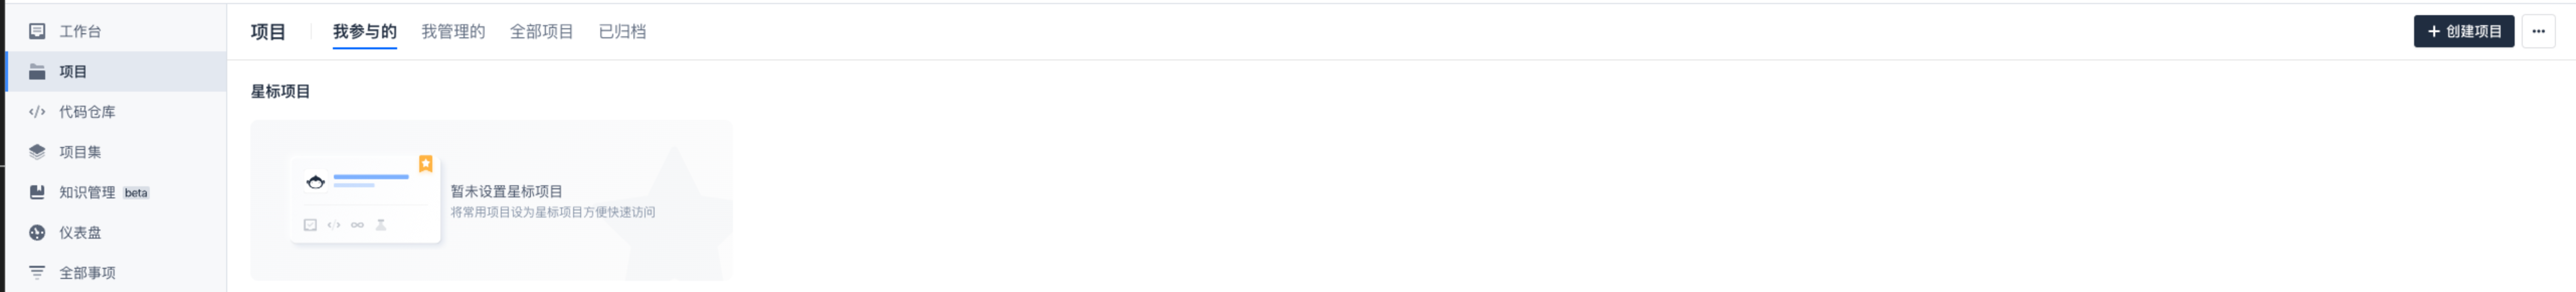 工作台
项目
代码仓库
项目集
知识管理 beta
仪表盘
全部事项
项目 我参与的 我管理的 全部项目 已归档 + 创建项目 ···
星标项目
暂未设置星标项目
将常用项目设为星标项目方便快速访问